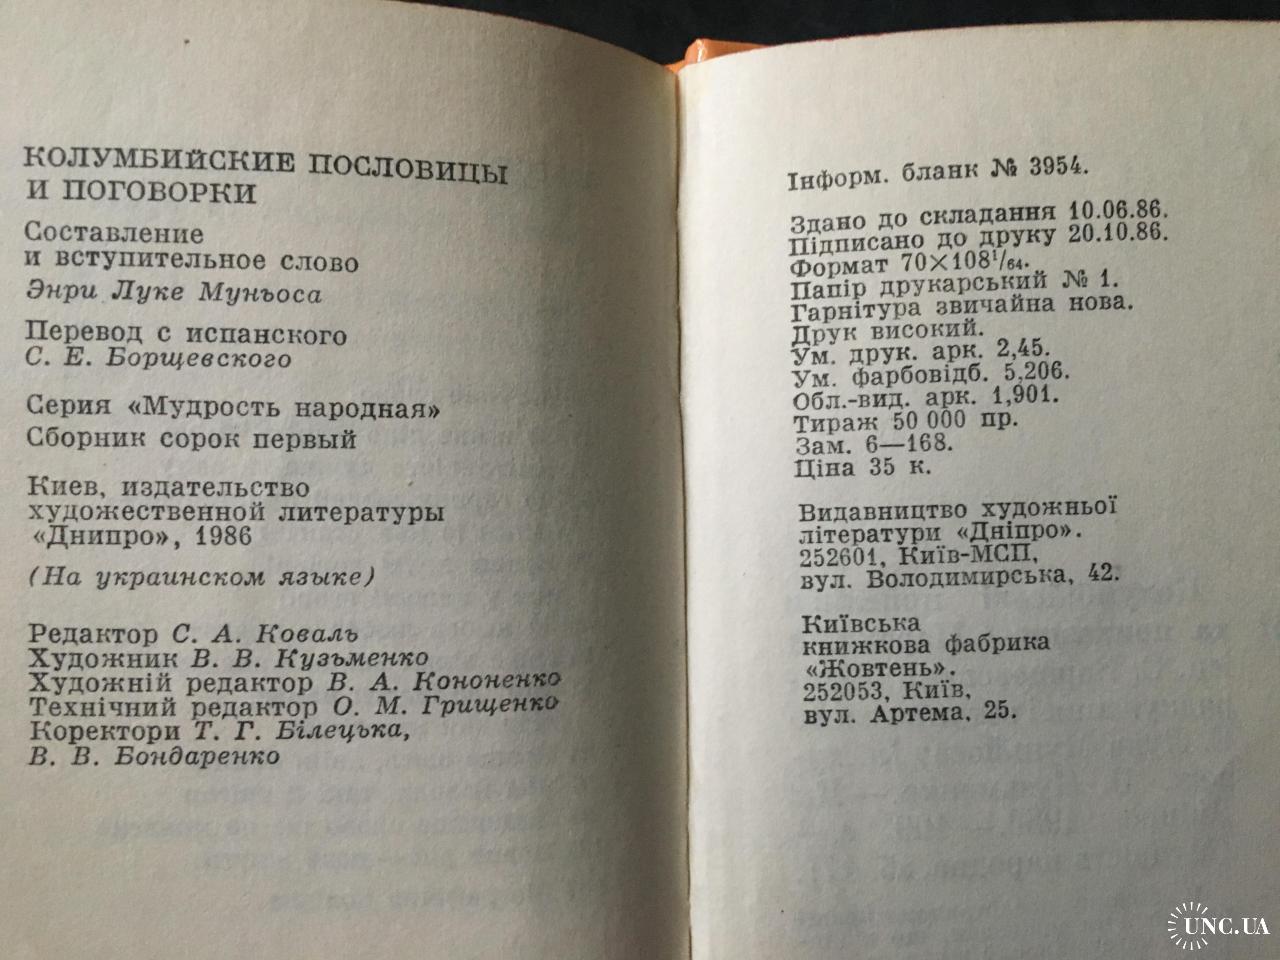 КОЛУМБИЙСКИЕ ПОСЛОВИЦЫ
И ПОГОВОРКИ
Составление
и вступительное слово
Энри Луке Муньоса
Перевод с испанского
С. Е. Борщевского
Серия «Мудрость народная»
Сборник сорок первый
Киев, издательство
художественной литературы
«Днипро», 1986
(На украинском языке)
Редактор С. А. Коваль
Художник В. В. Кузьменко
Художній редактор В. А. Кононенко
Технічний редактор О. М. Грищенко
Коректори Т. Г. Білецька,
В. В. Бондаренко
Інформ. бланк № 3954.
Здано до складання 10.06.86.
Підписано до друку 20.10.86.
Формат 70×108¹/₆₄.
Папір друкарський № 1.
Гарнітура звичайна нова.
Друк високий.
Ум. друк. арк. 2,45.
Ум. фарбовідб. 5,206.
Обл.-вид. арк. 1,901.
Тираж 50 000 пр.
Зам. 6—168.
Ціна 35 к.
Видавництво художньої
літератури «Дніпро».
252601, Київ-МСП,
вул. Володимирська, 42.
Київська
книжкова фабрика
«Жовтень».
252053, Київ,
вул. Артема, 25.
UNC.UA